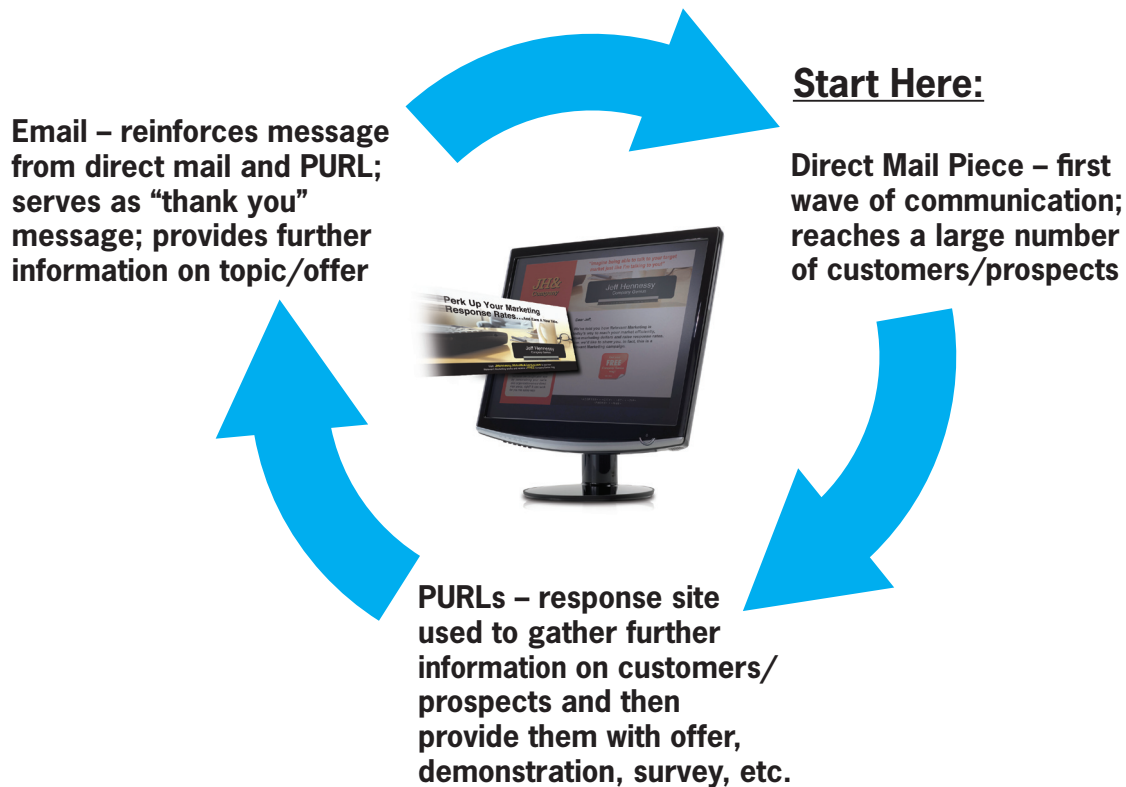 Start Here:
Direct Mail Piece – first
wave of communication;
reaches a large number
of customers/prospects
PURLs – response site
used to gather further
information on customers/
prospects and then
provide them with offer,
demonstration, survey, etc.
Email – reinforces message
from direct mail and PURL;
serves as “thank you”
message; provides further
information on topic/offer
Perk Up Your Marketing
Response Rates...
Jeff Hennessy
JH&
Jeff Hennessy
Dear Jeff,
FREE